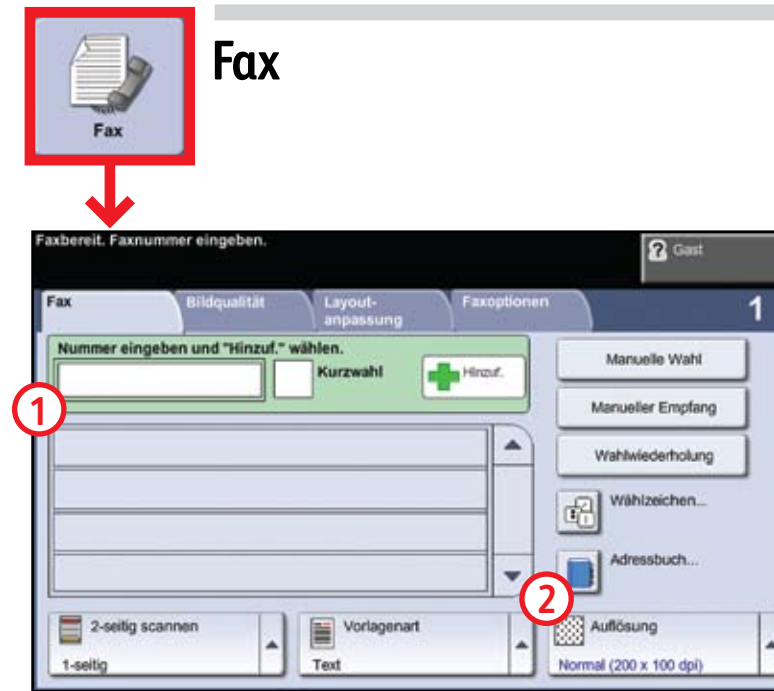 Fax
Fax
Faxbereit. Faxnummer eingeben.
Gast
Fax
Bildqualität
Layout-
anpassung
Faxoptionen
1
Nummer eingeben und "Hinzuf." wählen.
Kurzwahl
Hinzuf.
1
Manuelle Wahl
Manueller Empfang
Wahlwiederholung
Wählzeichen...
Adressbuch...
2
2-seitig scannen
1-seitig
Vorlagenart
Text
Auflösung
Normal (200 x 100 dpi)